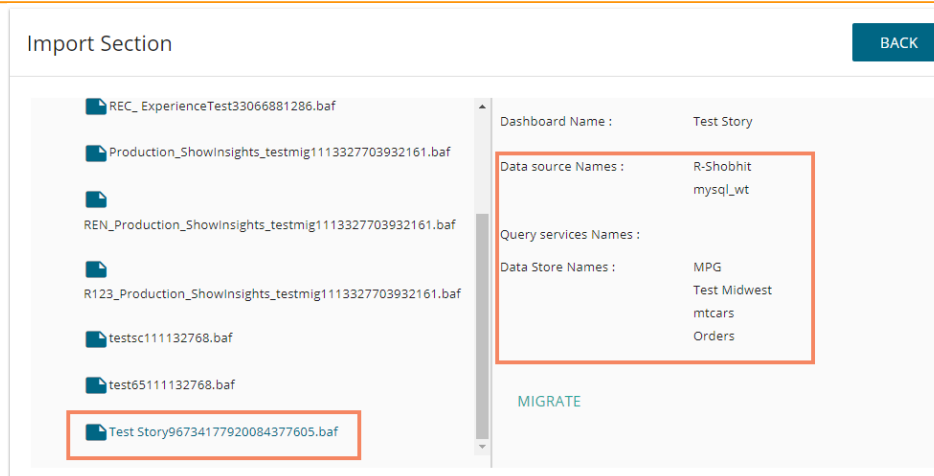 Import Section
BACK
REC_ ExperienceTest33066881286.baf
Production_ShowInsights_testmig1113327703932161.baf
REN_Production_ShowInsights_testmig1113327703932161.baf
R123_Production_ShowInsights_testmig1113327703932161.baf
testsc111132768.baf
test65111132768.baf
Test Story96734177920084377605.baf
Dashboard Name : Test Story
Data source Names : R-Shobhit
mysql_wt
Query services Names :
Data Store Names : MPG
Test Midwest
mtcars
Orders
MIGRATE